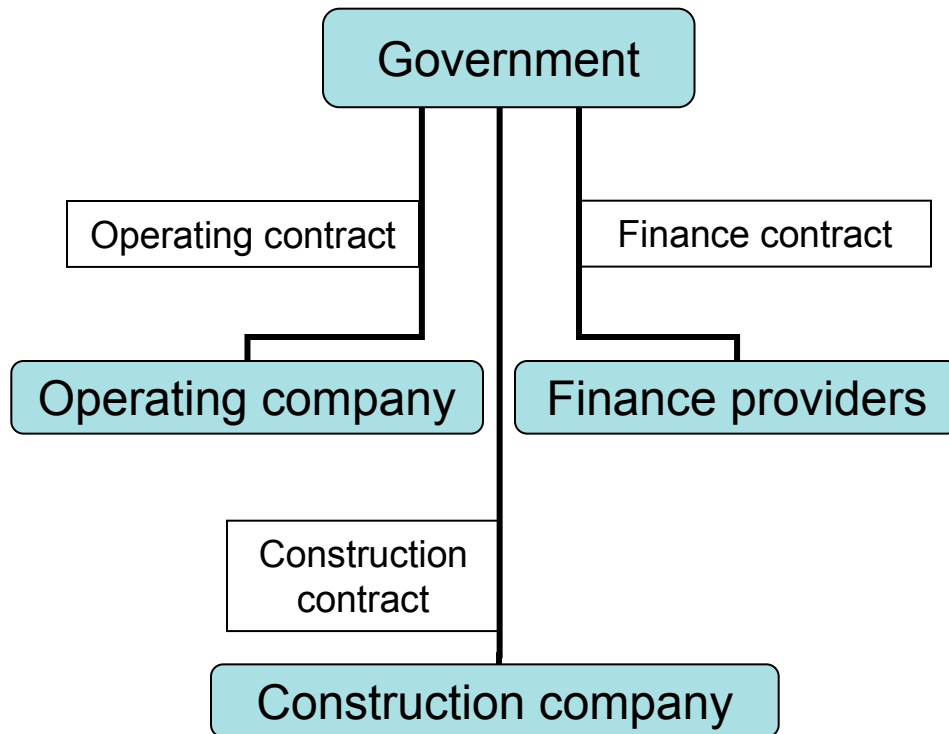 Government
Operating contract
Finance contract
Operating company
Finance providers
Construction
contract
Construction company